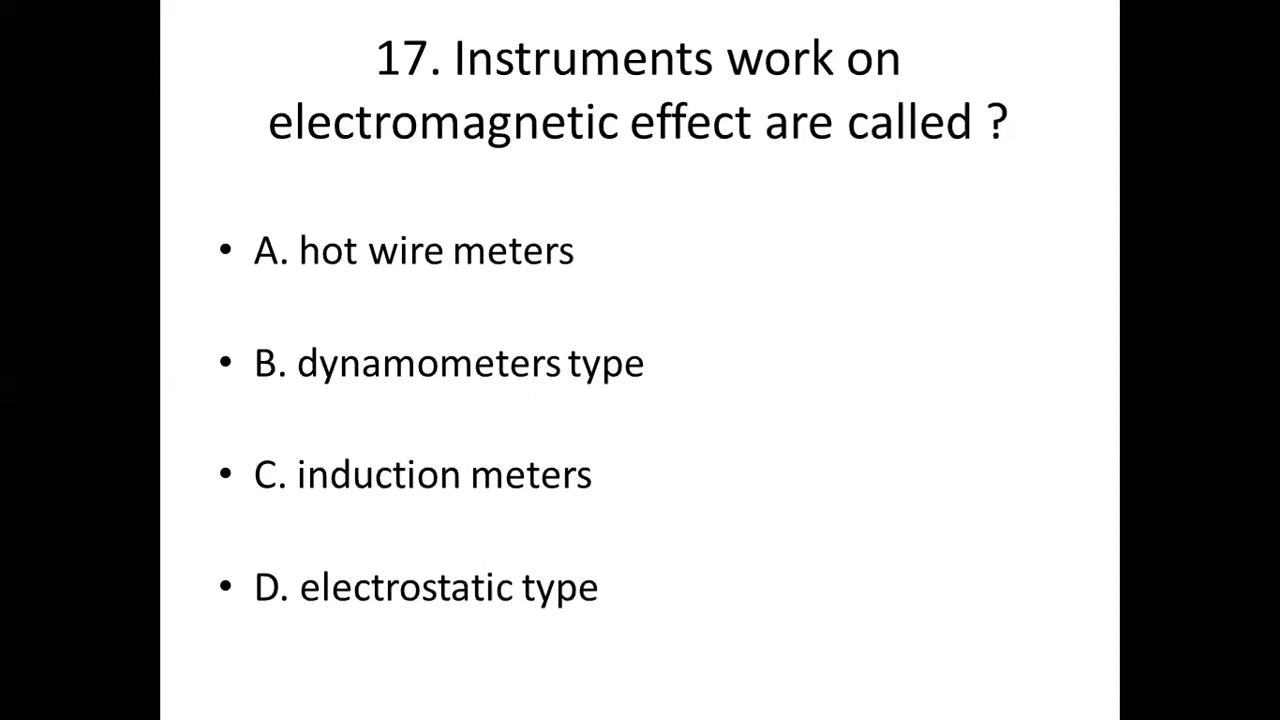 17. Instruments work on
electromagnetic effect are called ?
• A. hot wire meters
• B. dynamometers type
• C. induction meters
• D. electrostatic type